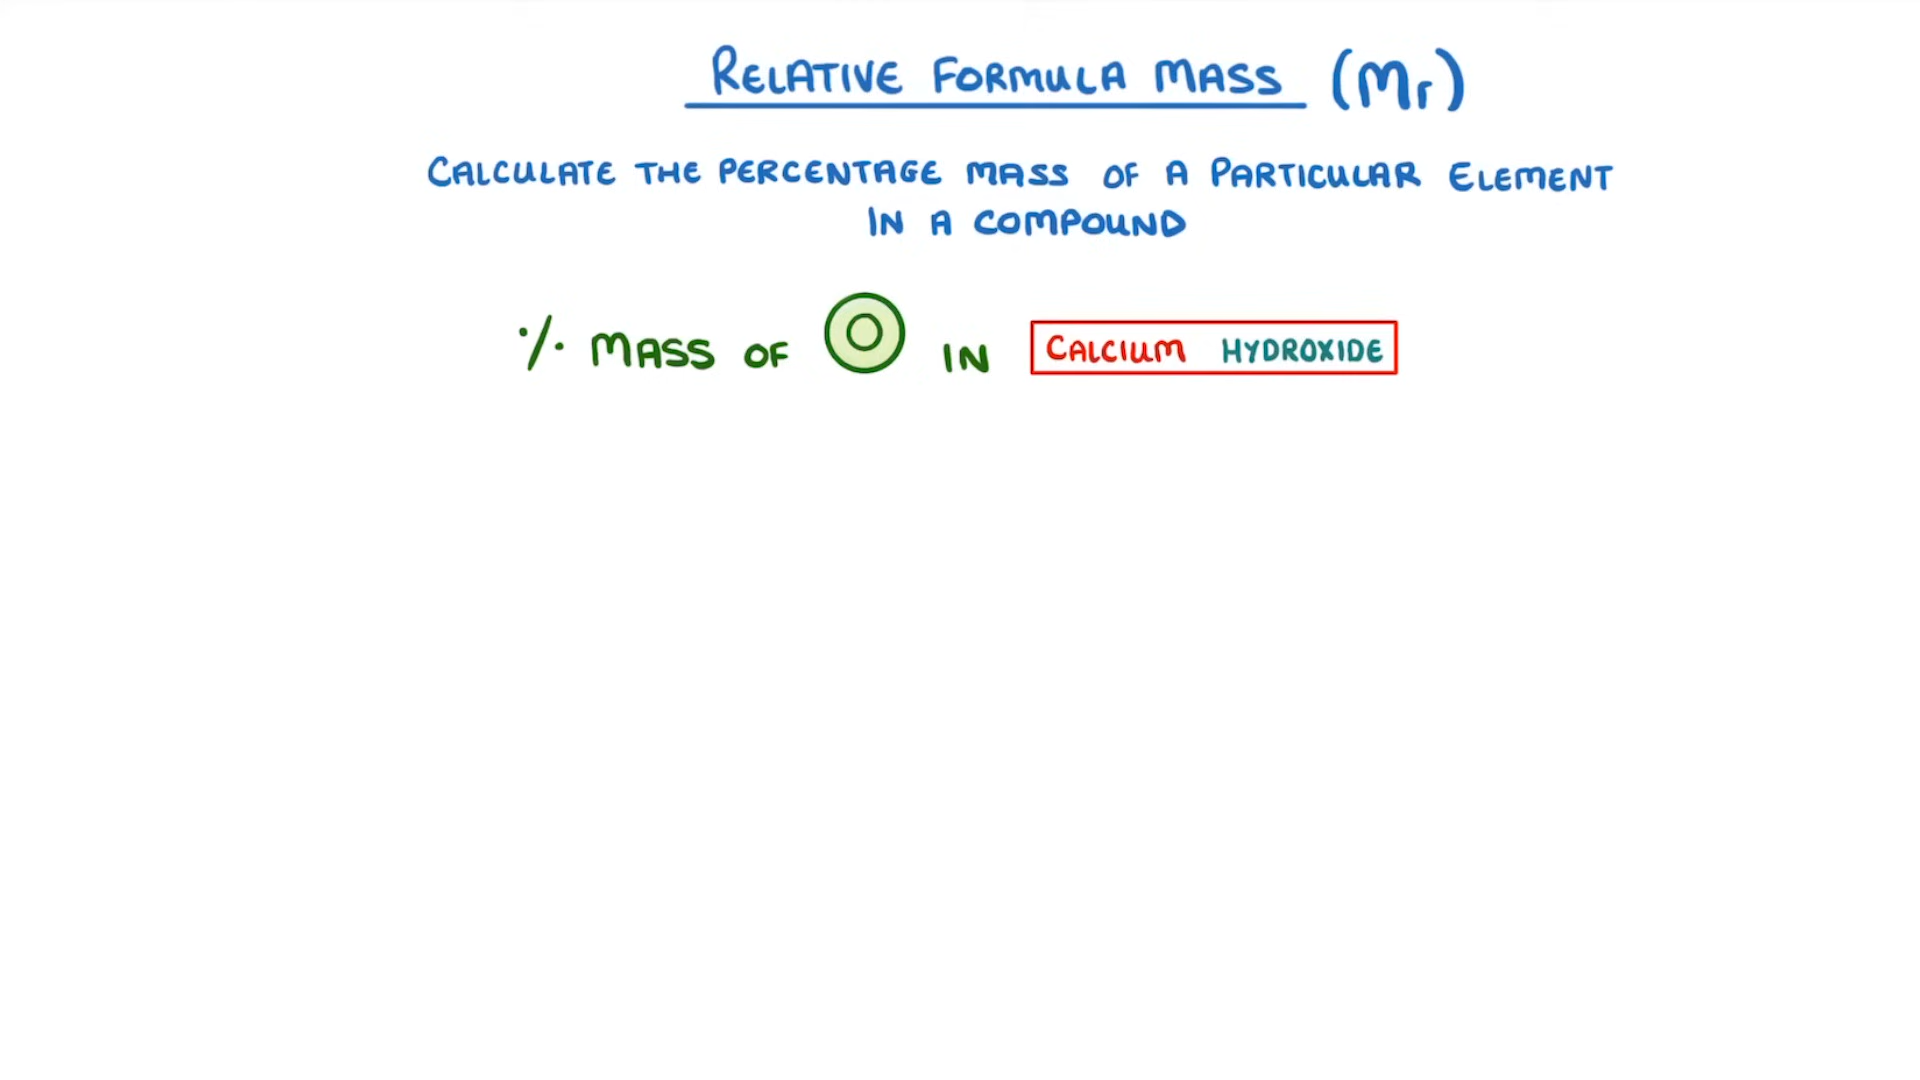 RELATIVE FORMULA MASS (Mr)
CALCULATE THE PERCENTAGE MASS OF A PARTICULAR ELEMENT
IN A COMPOUND
% MASS OF O IN CALCIUM HYDROXIDE